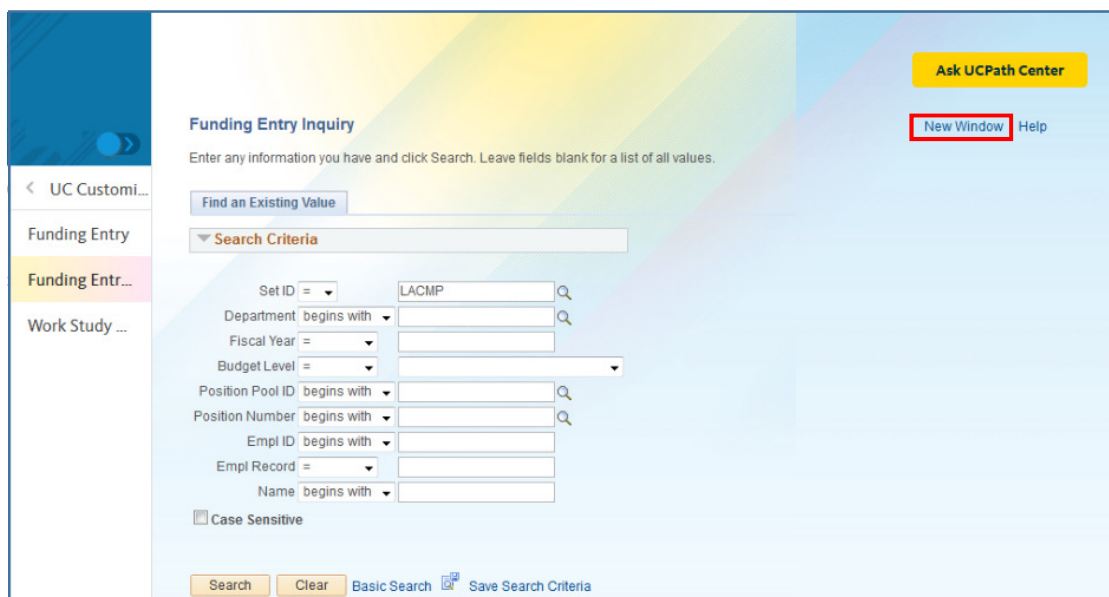 Ask UCPath Center
Funding Entry Inquiry
New Window Help
Enter any information you have and click Search. Leave fields blank for a list of all values.
< UC Customi...
Find an Existing Value
Funding Entry
Search Criteria
Funding Entr...
Set ID = LACMP
Department begins with
Work Study ...
Fiscal Year =
Budget Level =
Position Pool ID begins with
Position Number begins with
Empl ID begins with
Empl Record =
Name begins with
Case Sensitive
Search Clear Basic Search Save Search Criteria